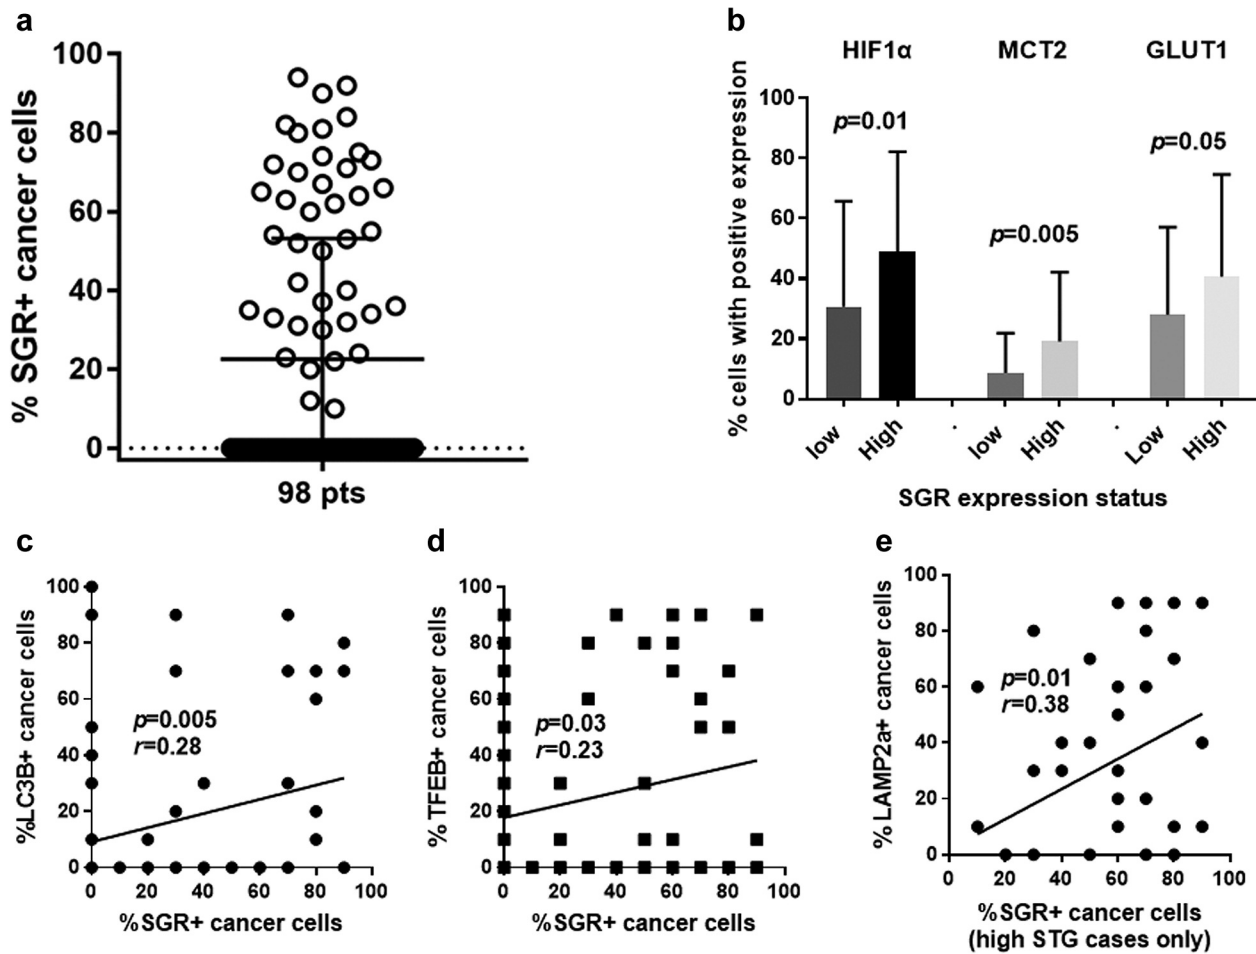 a
% SGR+ cancer cells
100
80
60
40
20
0
98 pts
b
HIF1α MCT2 GLUT1
% cells with positive expression
100
80
60
40
20
0
p=0.01
p=0.005
p=0.05
low High low High Low High
SGR expression status
c
%LC3B+ cancer cells
100
80
60
40
20
0
p=0.005
r=0.28
0 20 40 60 80 100
%SGR+ cancer cells
d
% TFEB+ cancer cells
100
80
60
40
20
0
p=0.03
r=0.23
0 20 40 60 80 100
%SGR+ cancer cells
e
% LAMP2a+ cancer cells
100
80
60
40
20
0
p=0.01
r=0.38
0 20 40 60 80 100
%SGR+ cancer cells
(high STG cases only)